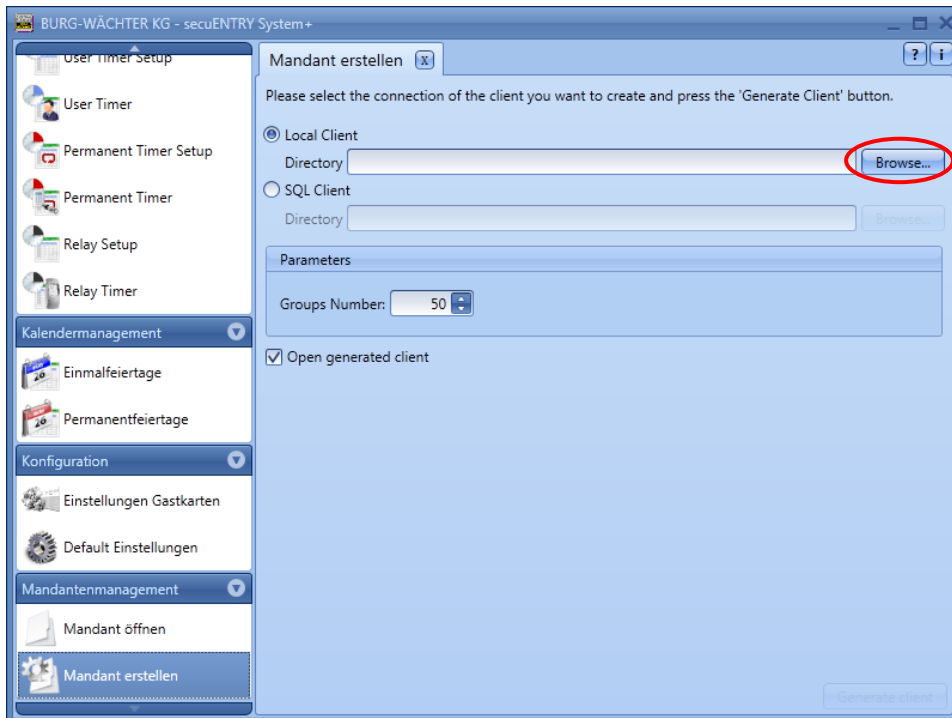 BURG-WÄCHTER KG - secuENTRY System+
User Timer Setup
User Timer
Permanent Timer Setup
Permanent Timer
Relay Setup
Relay Timer
Kalendermanagement
Einmalfeiertage
Permanentfeiertage
Konfiguration
Einstellungen Gastkarten
Default Einstellungen
Mandantenmanagement
Mandant öffnen
Mandant erstellen
Mandant erstellen x
? i
Please select the connection of the client you want to create and press the 'Generate Client' button.
Local Client
Directory Browse...
SQL Client
Directory Browse...
Parameters
Groups Number: 50
Open generated client
Generate client